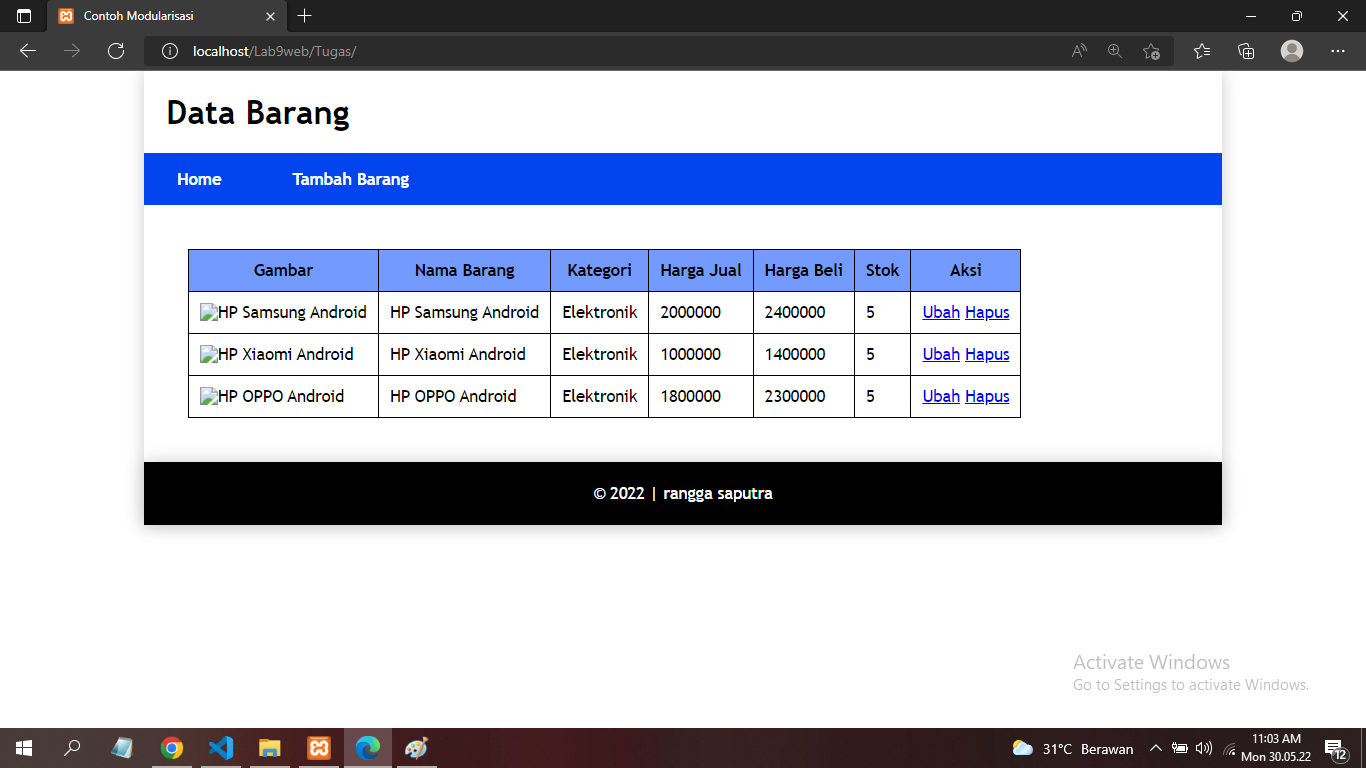 Contoh Modularisasi
localhost/Lab9web/Tugas/
Data Barang
Home Tambah Barang
Gambar Nama Barang Kategori Harga Jual Harga Beli Stok Aksi
HP Samsung Android HP Samsung Android Elektronik 2000000 2400000 5 Ubah Hapus
HP Xiaomi Android HP Xiaomi Android Elektronik 1000000 1400000 5 Ubah Hapus
HP OPPO Android HP OPPO Android Elektronik 1800000 2300000 5 Ubah Hapus
© 2022 | rangga saputra
Activate Windows
Go to Settings to activate Windows.
31°C Berawan
11:03 AM
Mon 30.05.22
12